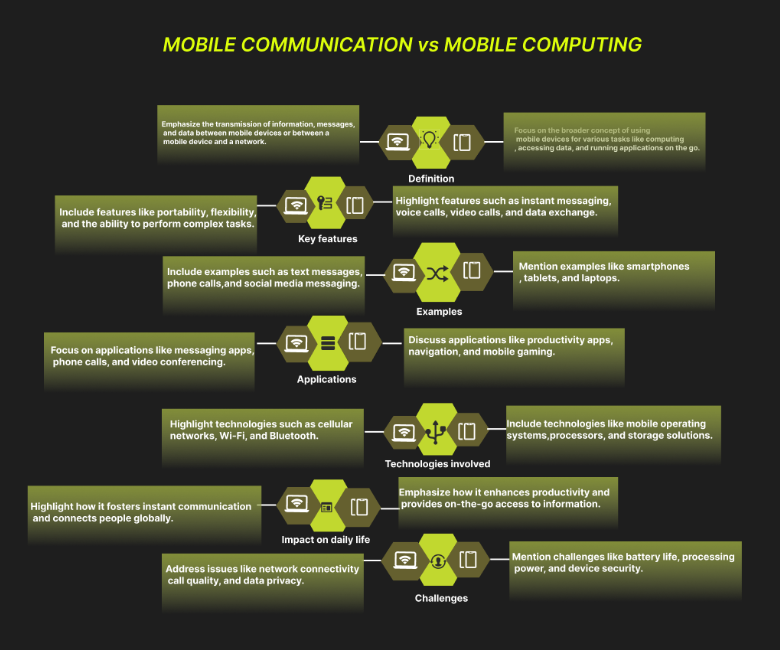 MOBILE COMMUNICATION vs MOBILE COMPUTING
Emphasize the transmission of information, messages,
and data between mobile devices or between a
mobile device and a network.
Focus on the broader concept of using
mobile devices for various tasks like computing
, accessing data, and running applications on the go.
Definition
Include features like portability, flexibility,
and the ability to perform complex tasks.
Highlight features such as instant messaging,
voice calls, video calls, and data exchange.
Key features
Include examples such as text messages,
phone calls,and social media messaging.
Mention examples like smartphones
, tablets, and laptops.
Examples
Focus on applications like messaging apps,
phone calls, and video conferencing.
Discuss applications like productivity apps,
navigation, and mobile gaming.
Applications
Highlight technologies such as cellular
networks, Wi-Fi, and Bluetooth.
Include technologies like mobile operating
systems,processors, and storage solutions.
Technologies involved
Highlight how it fosters instant communication
and connects people globally.
Emphasize how it enhances productivity and
provides on-the-go access to information.
Impact on daily life
Address issues like network connectivity
call quality, and data privacy.
Mention challenges like battery life, processing
power, and device security.
Challenges